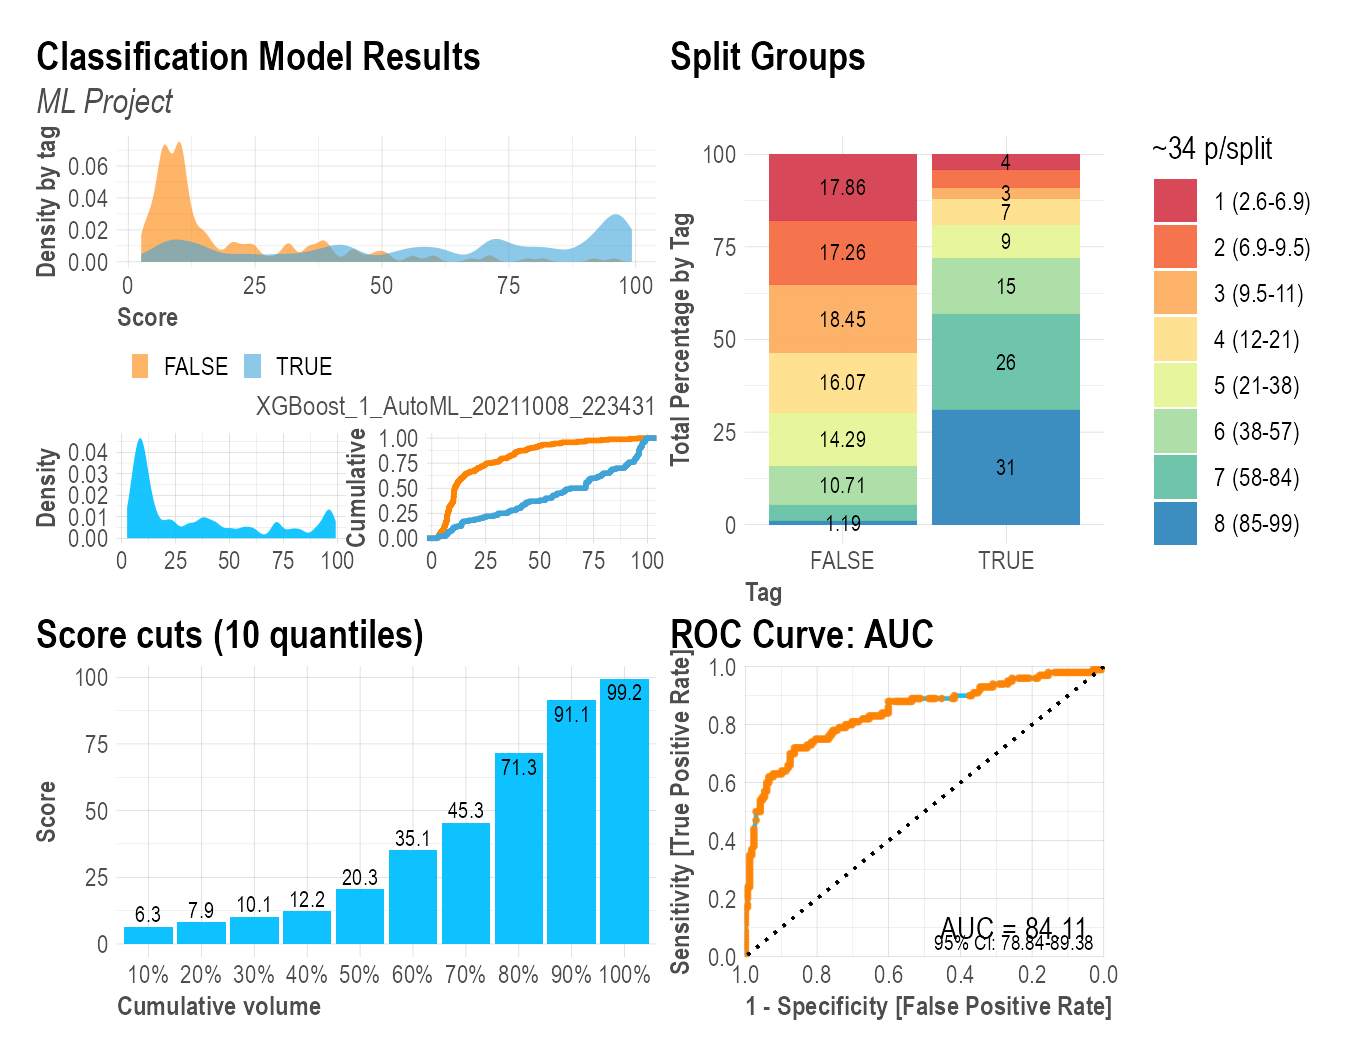 Classification Model Results
ML Project
Density by tag
0.06
0.04
0.02
0.00
0 25 50 75 100
Score
FALSE TRUE
XGBoost_1_AutoML_20211008_223431
Density
0.04
0.03
0.02
0.01
0.00
0 25 50 75 100
Cumulative
1.00
0.75
0.50
0.25
0.00
0 25 50 75 100
Split Groups
Total Percentage by Tag
100
75
50
25
0
17.86
17.26
18.45
16.07
14.29
10.71
1.19
4
3
7
9
15
26
31
FALSE TRUE
Tag
~34 p/split
1 (2.6-6.9)
2 (6.9-9.5)
3 (9.5-11)
4 (12-21)
5 (21-38)
6 (38-57)
7 (58-84)
8 (85-99)
Score cuts (10 quantiles)
Score
100
75
50
25
0
6.3 7.9 10.1 12.2 20.3 35.1 45.3 71.3 91.1 99.2
10% 20% 30% 40% 50% 60% 70% 80% 90% 100%
Cumulative volume
ROC Curve: AUC
Sensitivity [True Positive Rate]
1.0
0.8
0.6
0.4
0.2
0.0
AUC = 84.11
95% CI: 78.84-89.38
1.0 0.8 0.6 0.4 0.2 0.0
1 - Specificity [False Positive Rate]